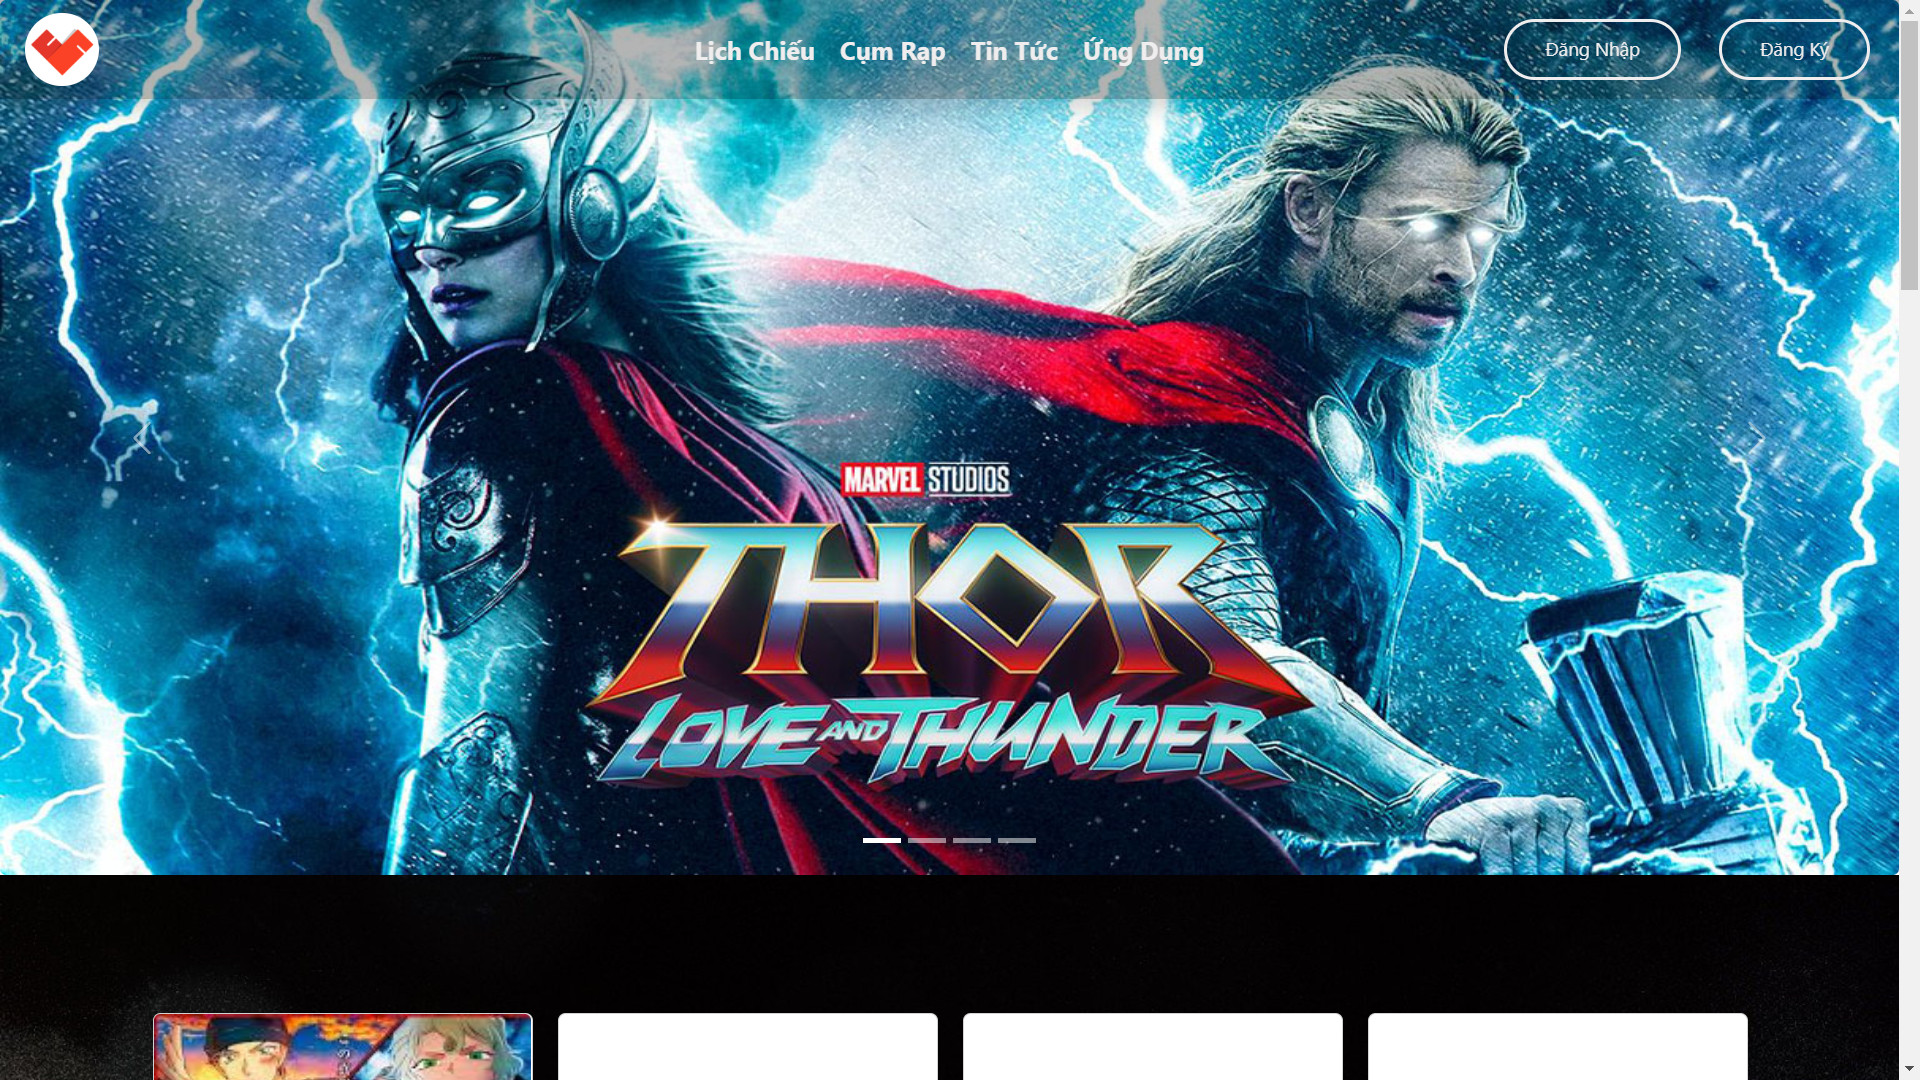 Lịch Chiếu Cụm Rạp Tin Tức Ứng Dụng Đăng Nhập Đăng Ký
MARVEL STUDIOS
THOR
LOVE AND THUNDER